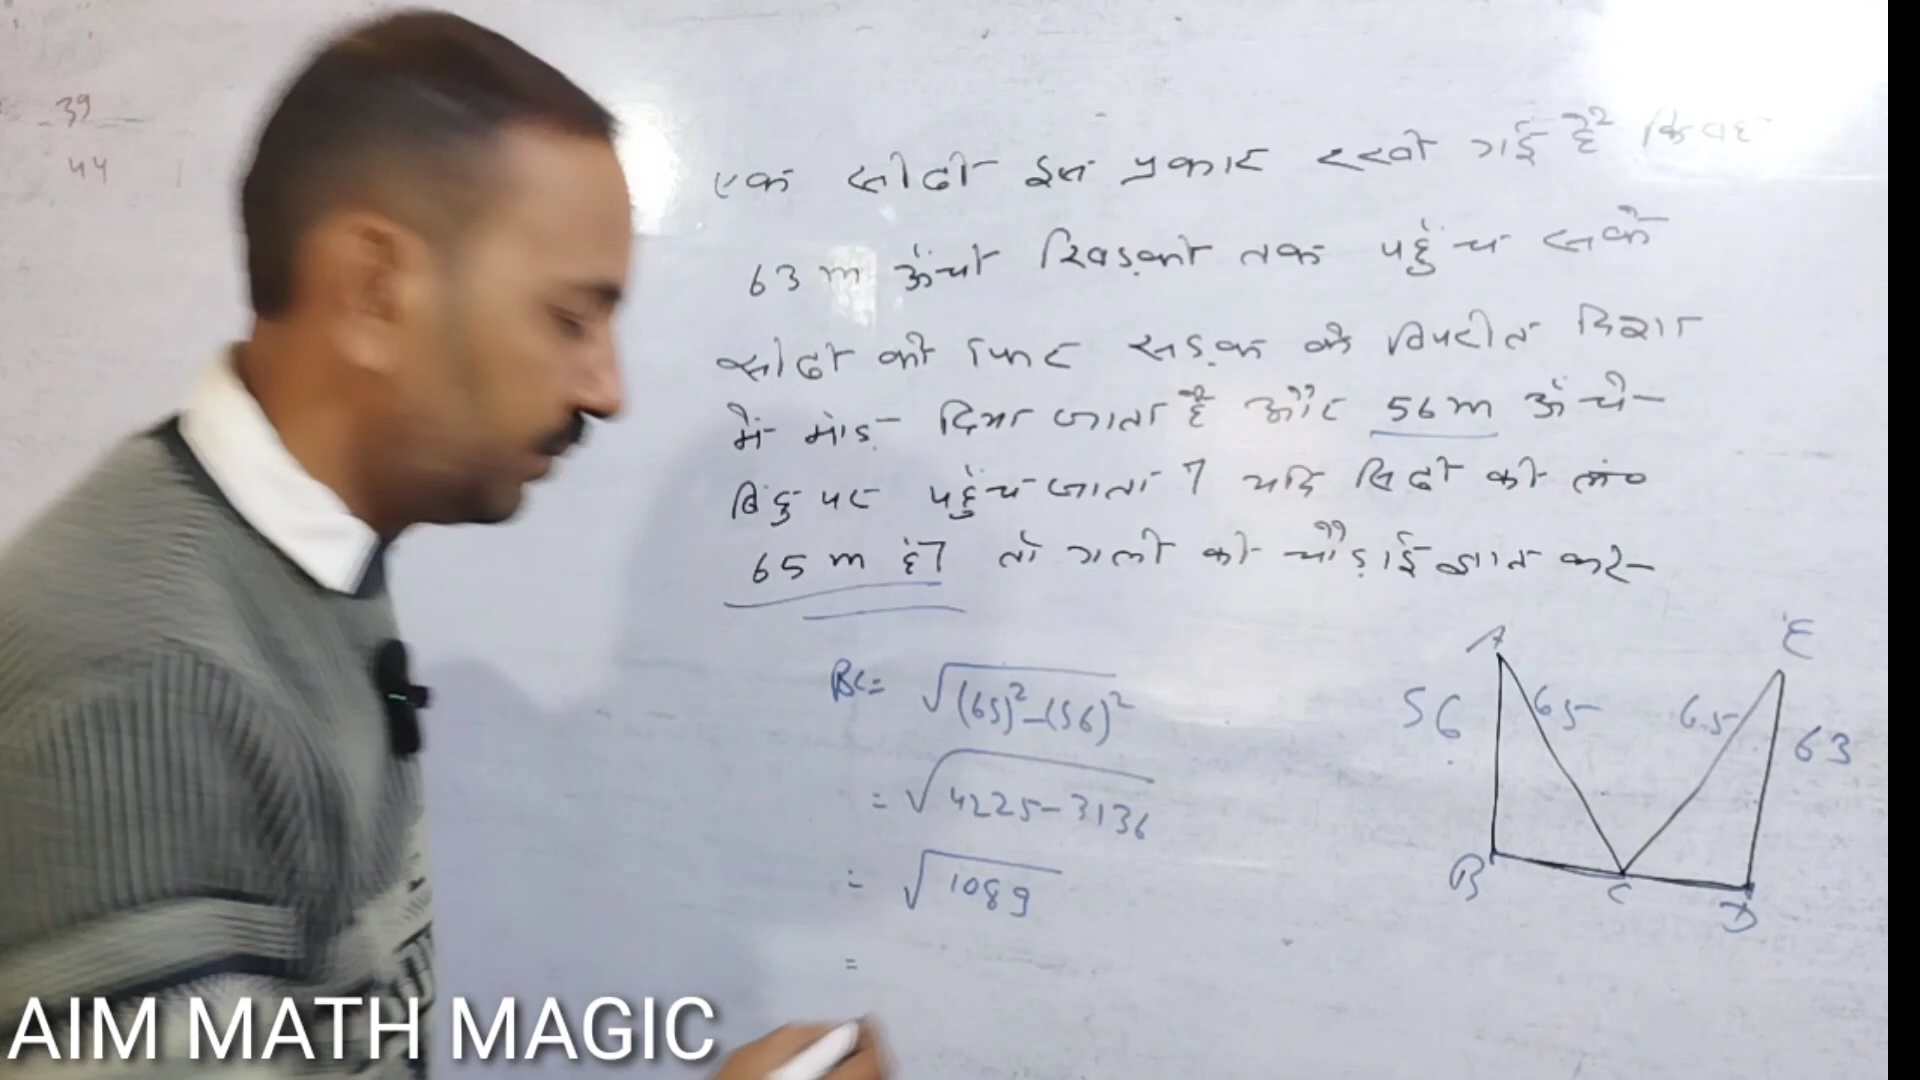 39
44
एक सीढी इस प्रकार रखी गई है कि वह
63 m ऊंची खिड़की तक पहुंच सके
सीढी को फिर सड़क के विपरीत दिशा
में मोड़ दिया जाता है और 56 m ऊंचे
बिंदु पर पहुंच जाता है यदि सिढी की लं०
65 m है तो गली की चौड़ाई ज्ञात करे
BC = √(65)²-(56)²
= √4225-3136
= √1089
=
A
E
56
65
65
63
B
C
D
AIM MATH MAGIC